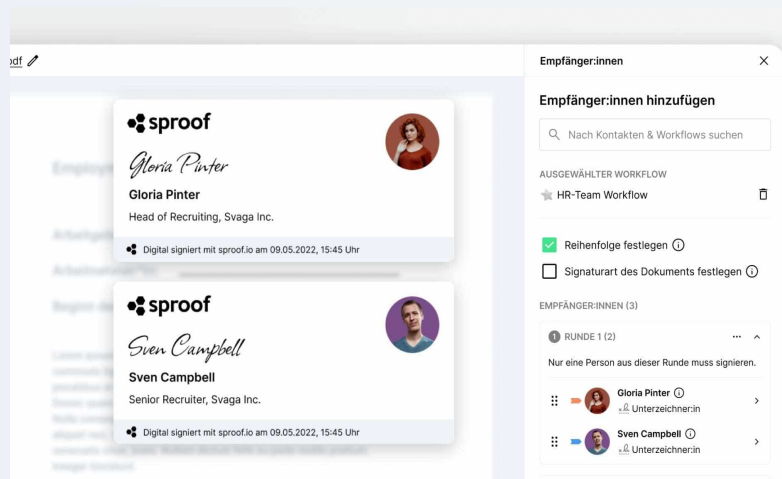 pdf
sproof
Gloria Pinter
Gloria Pinter
Head of Recruiting, Svaga Inc.
Digital signiert mit sproof.io am 09.05.2022, 15:45 Uhr
sproof
Sven Campbell
Sven Campbell
Senior Recruiter, Svaga Inc.
Digital signiert mit sproof.io am 09.05.2022, 15:45 Uhr
Empfänger:innen
Empfänger:innen hinzufügen
Nach Kontakten & Workflows suchen
AUSGEWÄHLTER WORKFLOW
HR-Team Workflow
Reihenfolge festlegen
Signaturart des Dokuments festlegen
EMPFÄNGER:INNEN (3)
1 RUNDE 1 (2)
Nur eine Person aus dieser Runde muss signieren.
Gloria Pinter
Unterzeichner:in
Sven Campbell
Unterzeichner:in